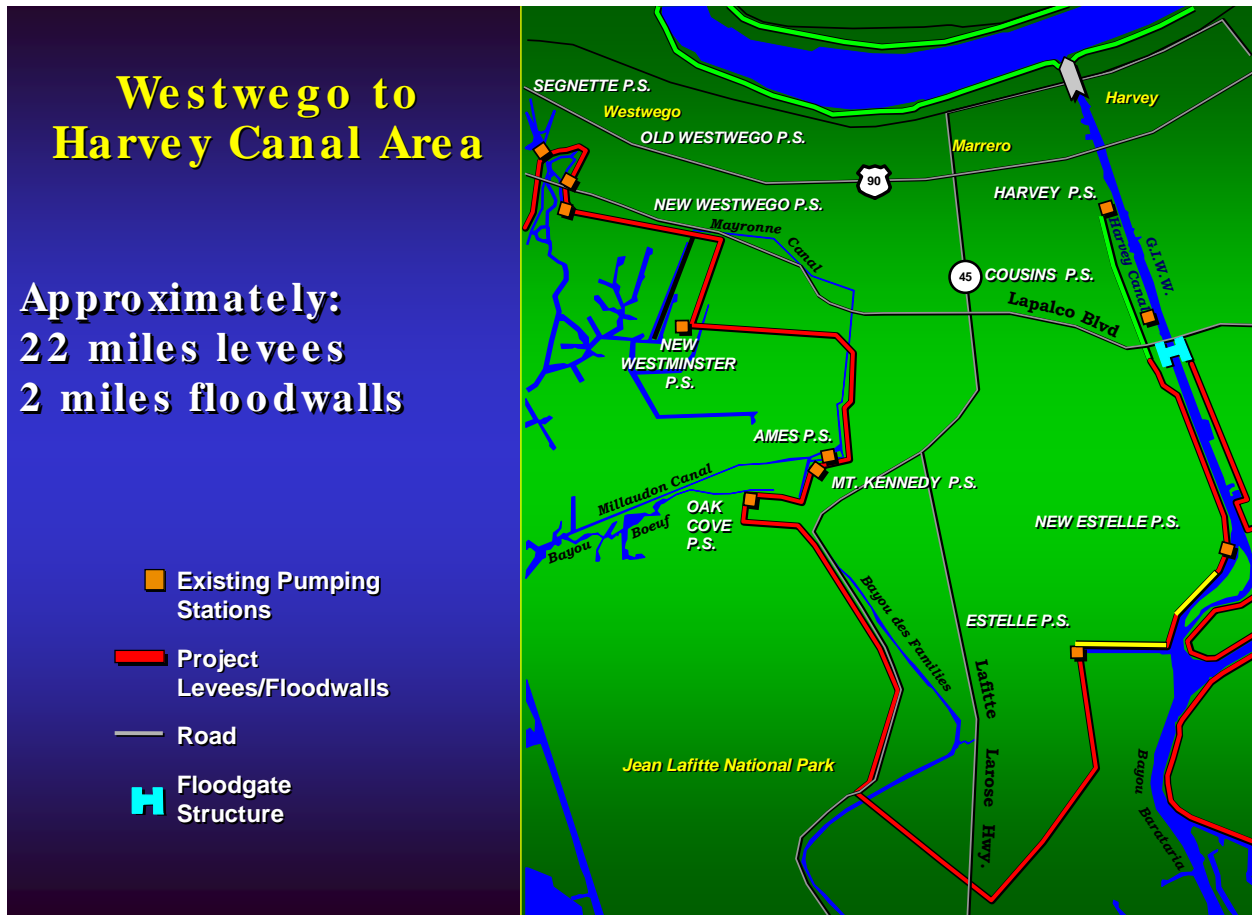 Westwego to
Harvey Canal Area
Approximately:
22 miles levees
2 miles floodwalls
Existing Pumping
Stations
Project
Levees/Floodwalls
Road
Floodgate
Structure
SEGNETTE P.S.
Westwego
OLD WESTWEGO P.S.
Harvey
Marrero
90
HARVEY P.S.
NEW WESTWEGO P.S.
Mayronne
Canal
Harvey Canal
G.I.W.W.
45
COUSINS P.S.
Lapalco Blvd
NEW
WESTMINSTER
P.S.
AMES P.S.
MT. KENNEDY P.S.
Millaudon Canal
Bayou
Boeuf
OAK
COVE
P.S.
NEW ESTELLE P.S.
Bayou des Families
ESTELLE P.S.
Lafitte Larose Hwy.
Jean Lafitte National Park
Bayou Barataria